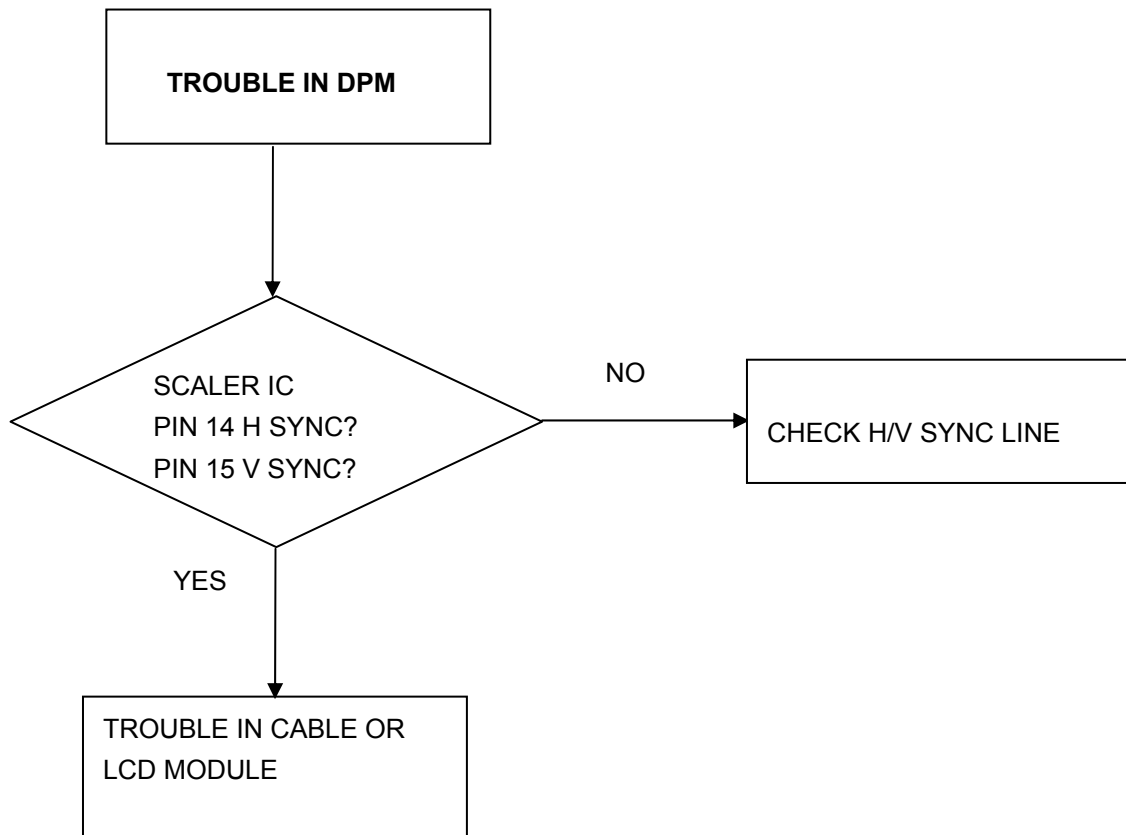 TROUBLE IN DPM
SCALER IC
PIN 14 H SYNC?
PIN 15 V SYNC?
NO
CHECK H/V SYNC LINE
YES
TROUBLE IN CABLE OR
LCD MODULE